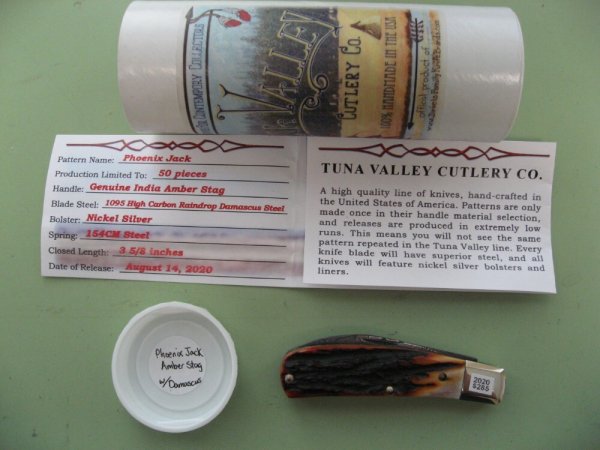 For Contemporary Collectors
Valley
Cutlery Co.
100% Handmade in the USA
official product of
Pattern Name: Phoenix Jack
Production Limited To: 50 pieces
Handle: Genuine India Amber Stag
Blade Steel: 1095 High Carbon Raindrop Damascus Steel
Bolster: Nickel Silver
Spring: 154CM Steel
Closed Length: 3 5/8 inches
Date of Release: August 14, 2020
TUNA VALLEY CUTLERY CO.
A high quality line of knives, hand-crafted in
the United States of America. Patterns are only
made once in their handle material selection,
and releases are produced in extremely low
runs. This means you will not see the same
pattern repeated in the Tuna Valley line. Every
knife blade will have superior steel, and all
knives will feature nickel silver bolsters and
liners.
Phoenix Jack
Amber Stag
w/Damascus
2020